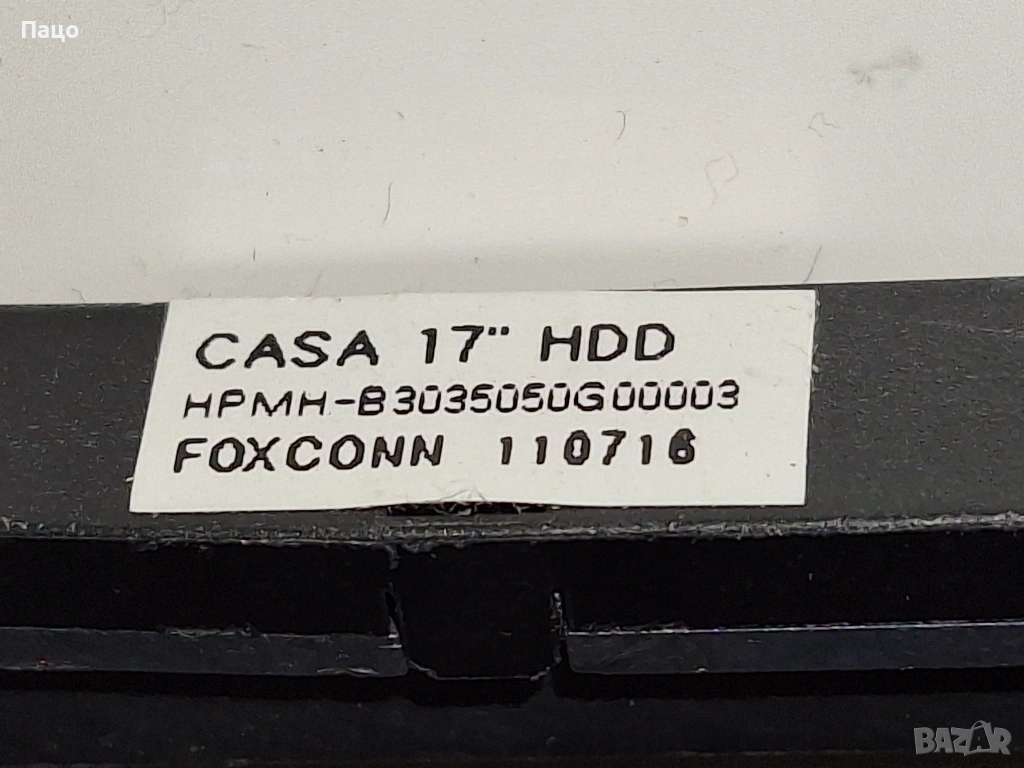 Пацо
CASA 17" HDD
HPMH-B3035050G00003
FOXCONN 110716
BAZAR